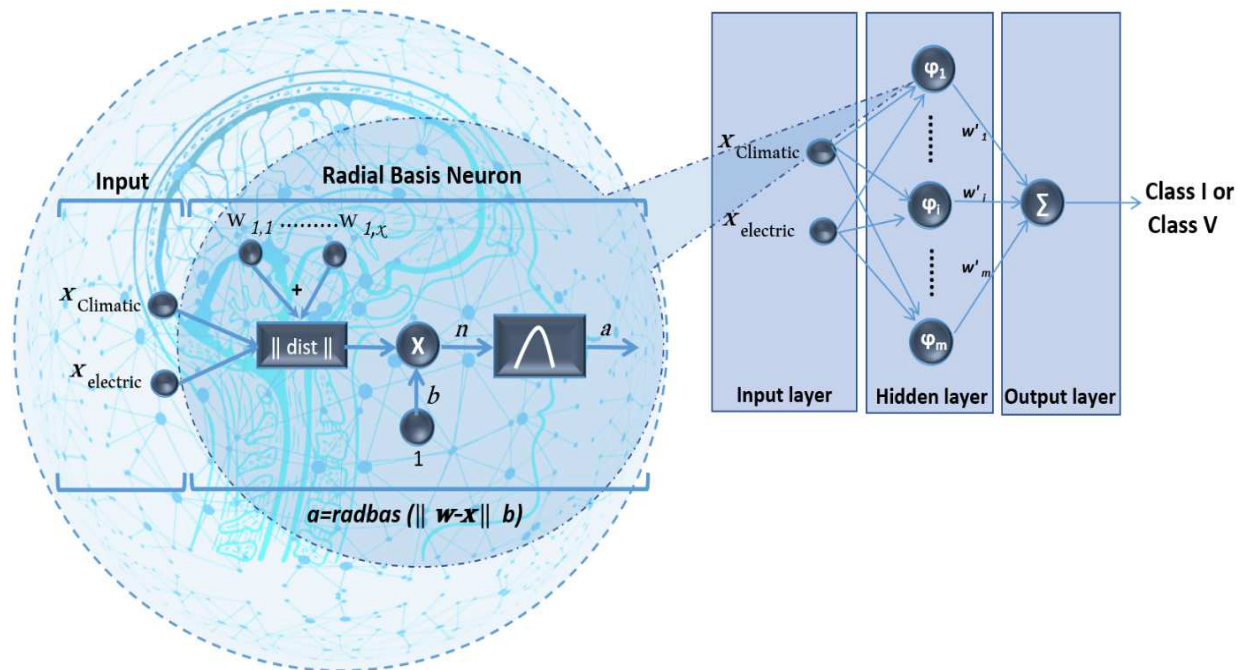 Input
Radial Basis Neuron
W 1,1 ......... W 1,x
+
X Climatic
X electric
|| dist ||
X
n
a
b
1
a=radbas (|| w-x || b)
φ1
X Climatic
w'1
φi
w'i
X electric
Σ
w'm
φm
Class I or
Class V
Input layer
Hidden layer
Output layer